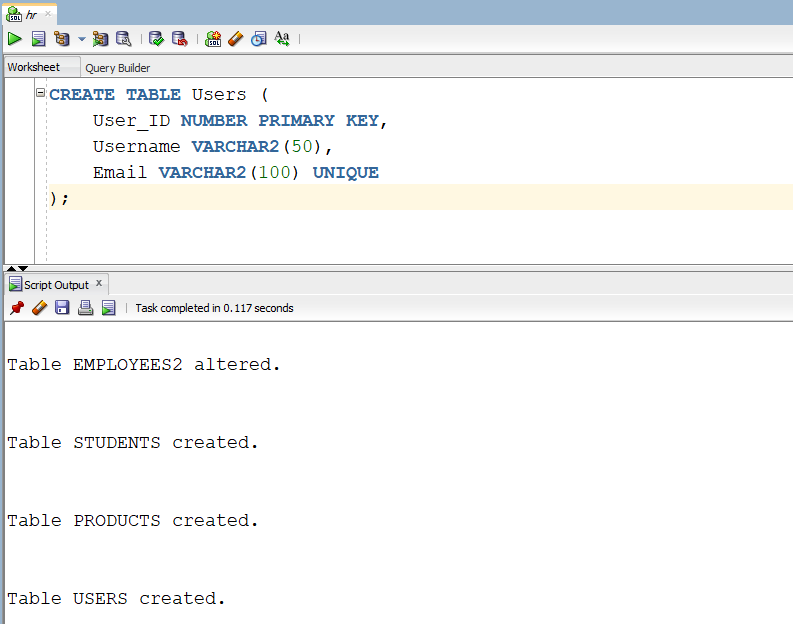 hr
Worksheet Query Builder
CREATE TABLE Users (
    User_ID NUMBER PRIMARY KEY,
    Username VARCHAR2(50),
    Email VARCHAR2(100) UNIQUE
);
Script Output x
Task completed in 0.117 seconds
Table EMPLOYEES2 altered.
Table STUDENTS created.
Table PRODUCTS created.
Table USERS created.